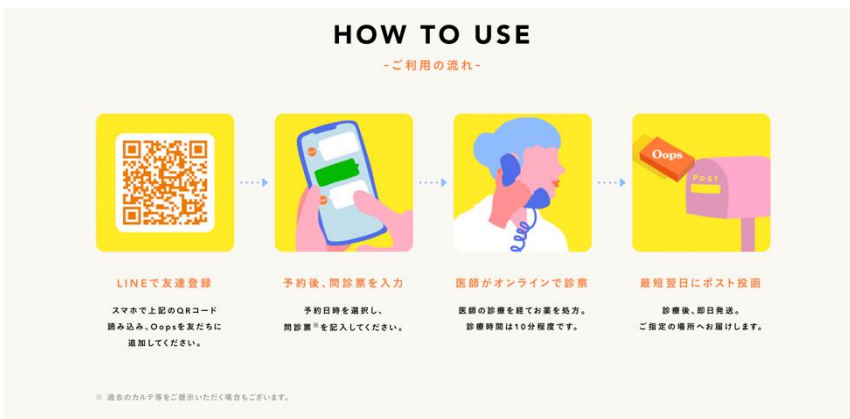 HOW TO USE
-ご利用の流れ-
Oops
POST
LINEで友達登録
スマホで上記のQRコード
読み込み、Oopsを友だちに
追加してください。
予約後、問診票を入力
予約日時を選択し、
問診票※を記入してください。
医師がオンラインで診察
医師の診療を経てお薬を処方。
診療時間は10分程度です。
最短翌日にポスト投函
診療後、即日発送。
ご指定の場所へお届けします。
※ 過去のカルテ等をご提示いただく場合もございます。